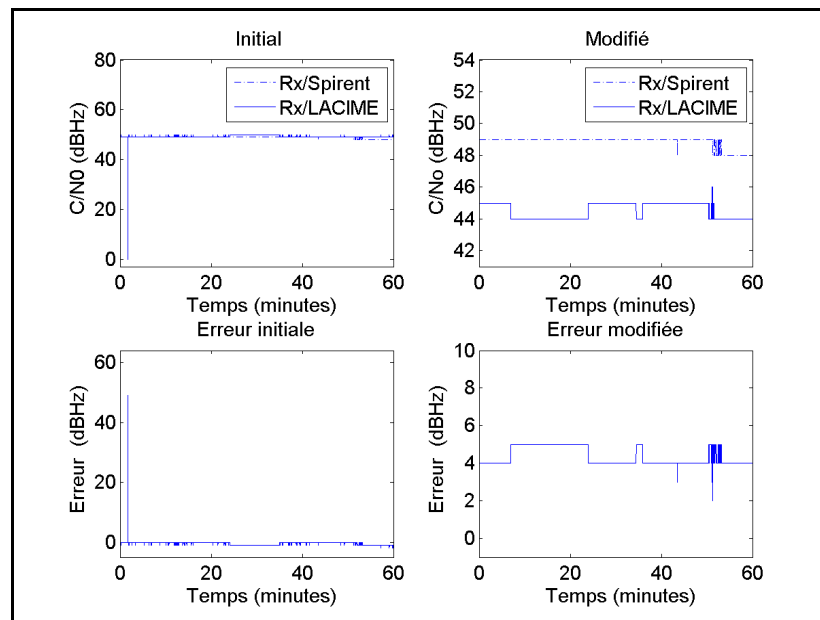 Initial
80
60
40
20
0
C/N0 (dBHz)
Rx/Spirent
Rx/LACIME
0 20 40 60
Temps (minutes)
Modifié
54
52
50
48
46
44
42
C/No (dBHz)
Rx/Spirent
Rx/LACIME
0 20 40 60
Temps (minutes)
Erreur initiale
60
40
20
0
Erreur (dBHz)
0 20 40 60
Temps (minutes)
Erreur modifiée
10
8
6
4
2
0
Erreur (dBHz)
0 20 40 60
Temps (minutes)